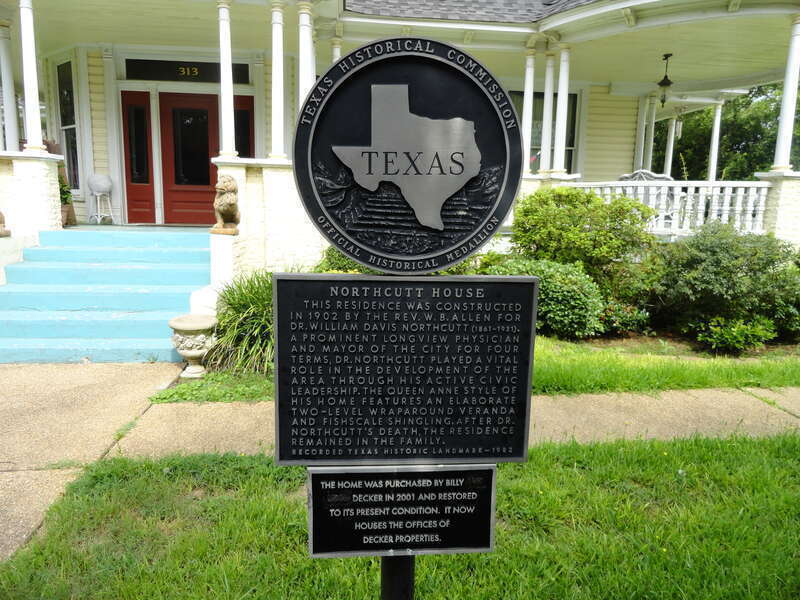 313
TEXAS HISTORICAL COMMISSION
TEXAS
OFFICIAL HISTORICAL MEDALLION
NORTHCUTT HOUSE
THIS RESIDENCE WAS CONSTRUCTED
IN 1902 BY THE REV. W.B. ALLEN FOR
DR. WILLIAM DAVIS NORTHCUTT (1861-1921).
A PROMINENT LONGVIEW PHYSICIAN
AND MAYOR OF THE CITY FOR FOUR
TERMS, DR. NORTHCUTT PLAYED A VITAL
ROLE IN THE DEVELOPMENT OF THE
AREA THROUGH HIS ACTIVE CIVIC
LEADERSHIP. THE QUEEN ANNE STYLE OF
HIS HOME FEATURES AN ELABORATE
TWO-LEVEL WRAPAROUND VERANDA
AND FISHSCALE SHINGLING. AFTER DR.
NORTHCUTT'S DEATH, THE RESIDENCE
REMAINED IN THE FAMILY.
RECORDED TEXAS HISTORIC LANDMARK-1982
THE HOME WAS PURCHASED BY BILLY
DECKER IN 2001 AND RESTORED
TO ITS PRESENT CONDITION. IT NOW
HOUSES THE OFFICES OF
DECKER PROPERTIES.